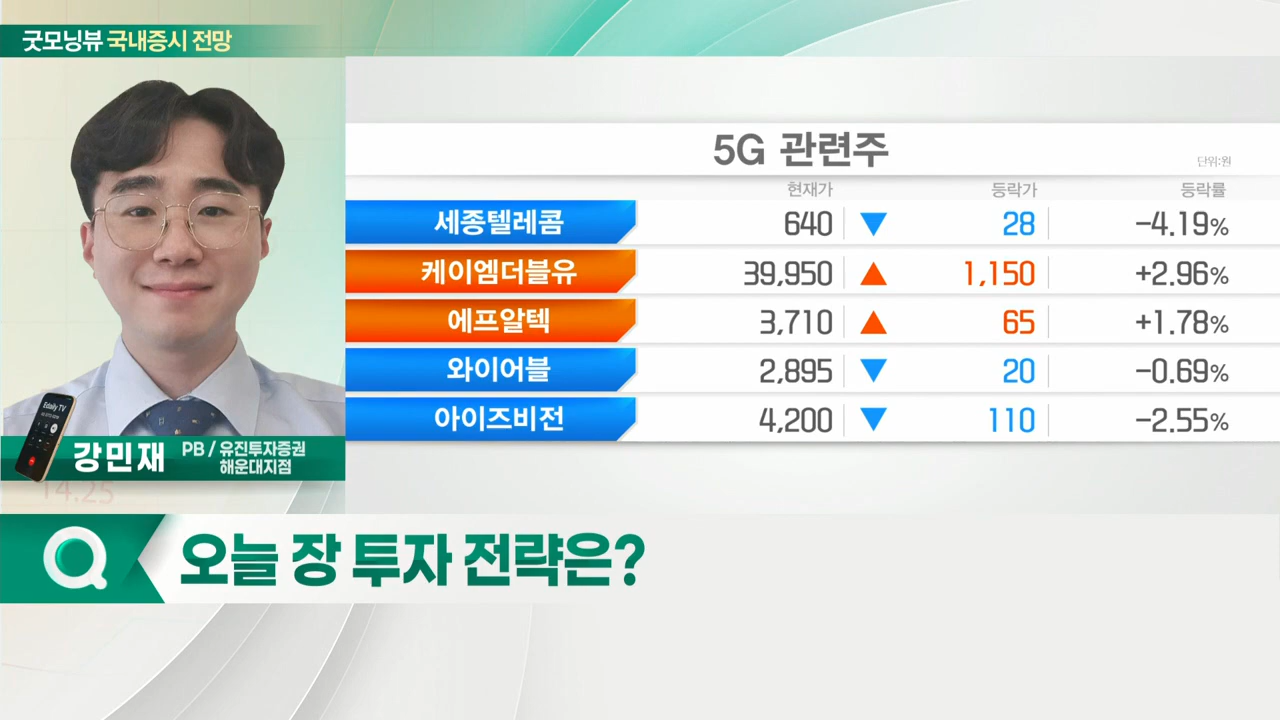 굿모닝뷰 국내증시 전망
5G 관련주
단위:원
현재가 등락가 등락률
세종텔레콤 640 ▼ 28 -4.19%
케이엠더블유 39,950 ▲ 1,150 +2.96%
에프알텍 3,710 ▲ 65 +1.78%
와이어블 2,895 ▼ 20 -0.69%
아이즈비전 4,200 ▼ 110 -2.55%
Edaily TV
강민재 PB / 유진투자증권
해운대지점
14.25
Q 오늘 장 투자 전략은?